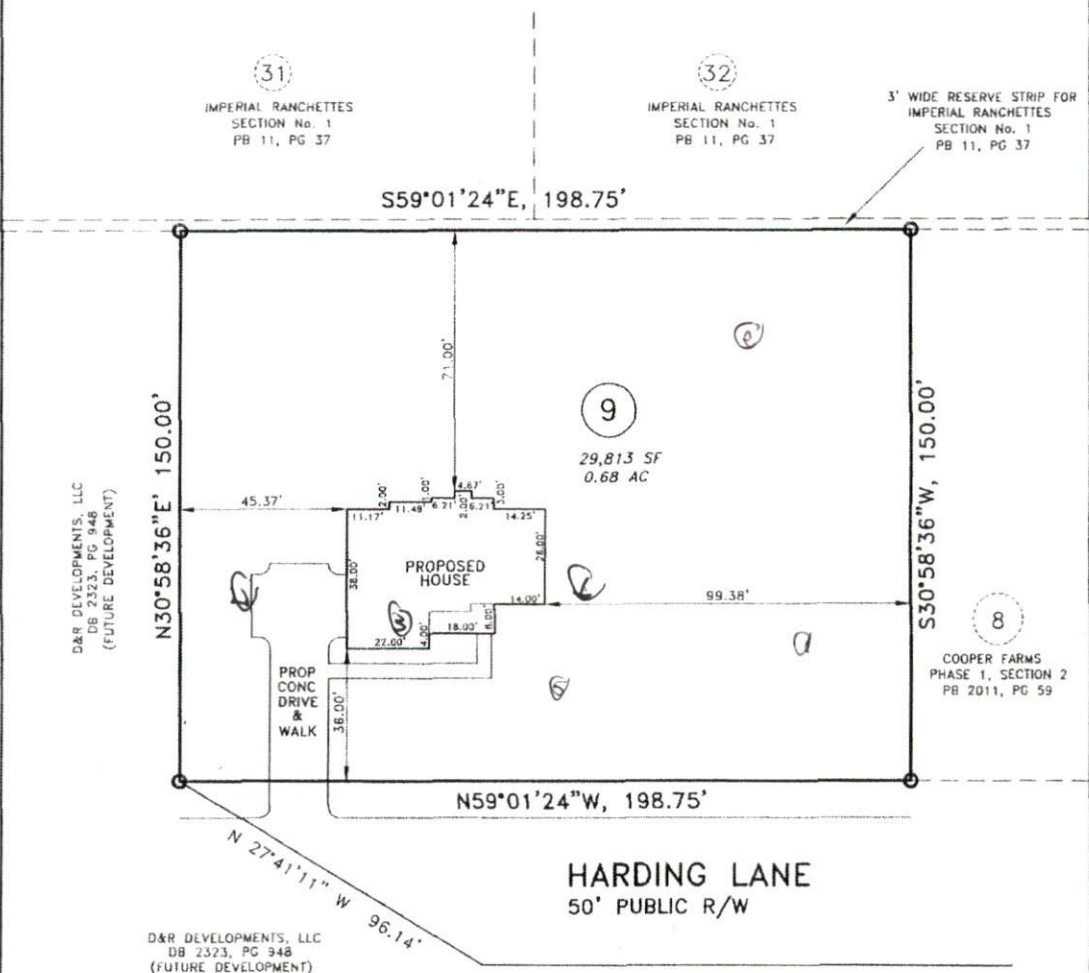 31
IMPERIAL RANCHETTES
SECTION No. 1
PB 11, PG 37
32
IMPERIAL RANCHETTES
SECTION No. 1
PB 11, PG 37
3' WIDE RESERVE STRIP FOR
IMPERIAL RANCHETTES
SECTION No. 1
PB 11, PG 37
S59°01'24"E, 198.75'
N30°58'36"E 150.00'
D&R DEVELOPMENTS, LLC
DB 2323, PG 948
(FUTURE DEVELOPMENT)
71.00'
9
29,813 SF
0.68 AC
S30°58'36"W, 150.00'
45.37'
11.17'
2.00'
11.49'
1.00'
6.21'
4.67'
2.00'
6.21'
3.00'
14.25'
38.00'
PROPOSED
HOUSE
26.00'
14.00'
99.38'
27.00'
4.00'
18.00'
8.00'
8
COOPER FARMS
PHASE 1, SECTION 2
PB 2011, PG 59
PROP
CONC
DRIVE
&
WALK
36.00'
N59°01'24"W, 198.75'
N 27°41'11" W 96.14'
HARDING LANE
50' PUBLIC R/W
D&R DEVELOPMENTS, LLC
DB 2323, PG 948
(FUTURE DEVELOPMENT)